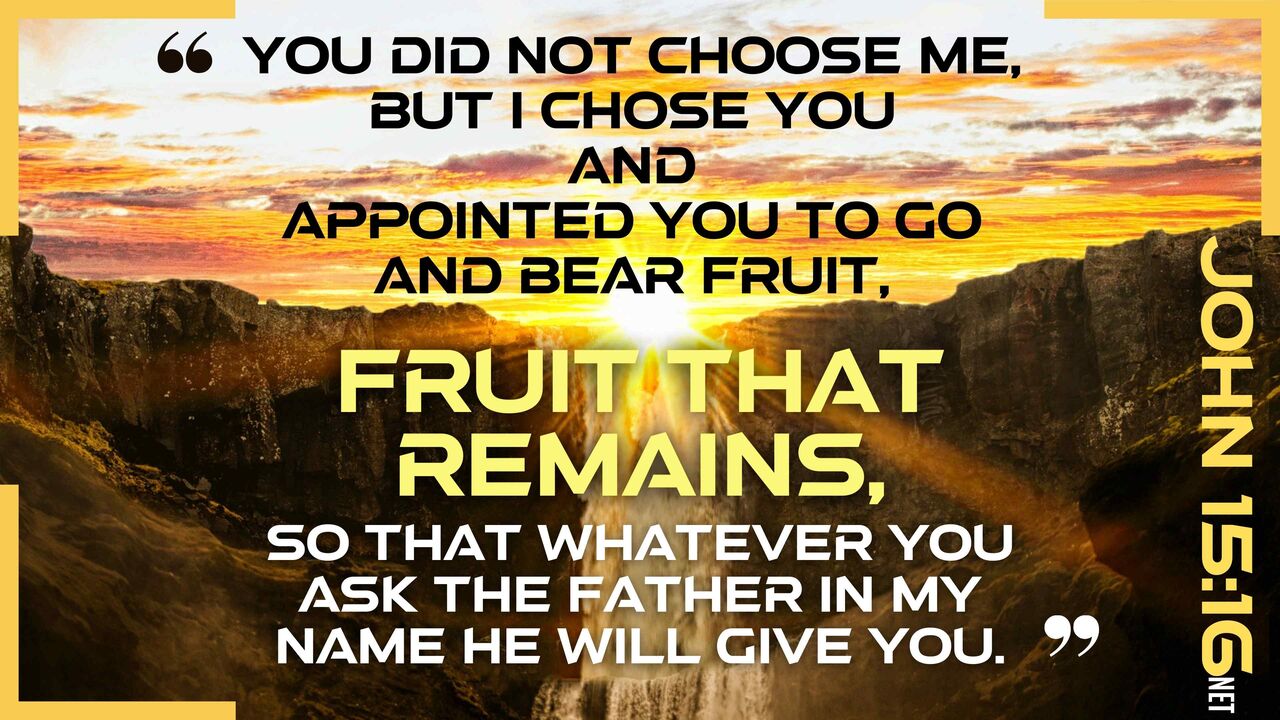 “ YOU DID NOT CHOOSE ME,
BUT I CHOSE YOU
AND
APPOINTED YOU TO GO
AND BEAR FRUIT,
FRUIT THAT
REMAINS,
SO THAT WHATEVER YOU
ASK THE FATHER IN MY
NAME HE WILL GIVE YOU. ”
JOHN 15:16 NET